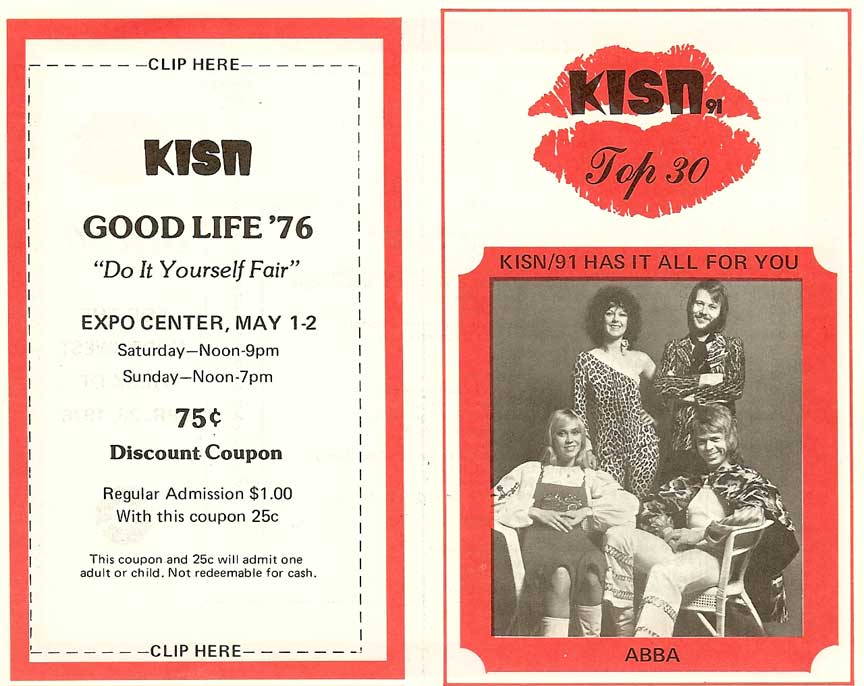 CLIP HERE
KISN
GOOD LIFE '76
"Do It Yourself Fair"
EXPO CENTER, MAY 1-2
Saturday—Noon-9pm
Sunday—Noon-7pm
75¢
Discount Coupon
Regular Admission $1.00
With this coupon 25c
This coupon and 25c will admit one
adult or child. Not redeemable for cash.
CLIP HERE
KISN 91
Top 30
KISN/91 HAS IT ALL FOR YOU
ABBA